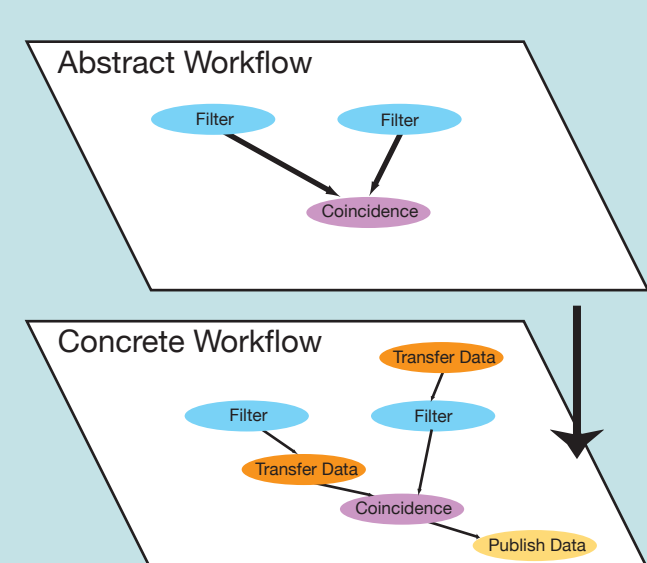 Abstract Workflow
Filter
Filter
Coincidence
Concrete Workflow
Transfer Data
Filter
Filter
Transfer Data
Coincidence
Publish Data